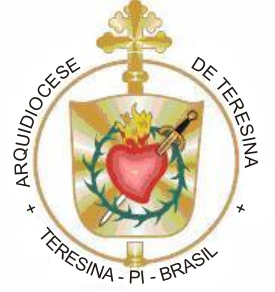 ARQUIDIOCESE DE TERESINA
+ TERESINA - PI - BRASIL +